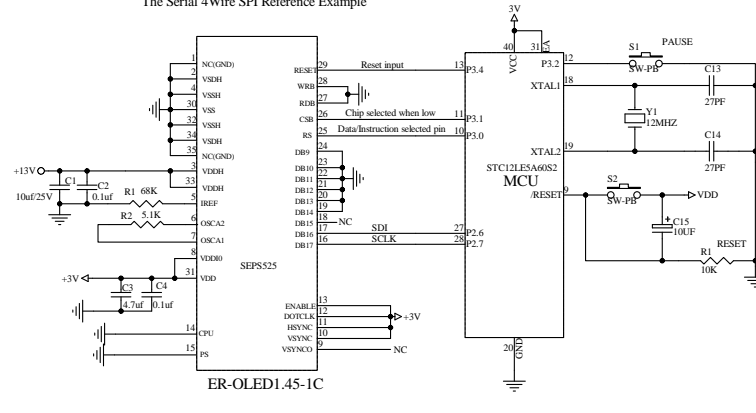 The Serial 4Wire SPI Reference Example
3V
40
31
VCC
EA
1 NC(GND)
2 VSDH
4 VSSH
30 VSS
32 VSSH
34 VSDH
35 NC(GND)
3 VDDH
33 VDDH
5 IREF
6 OSCA2
7 OSCA1
8 VDDI0
31 VDD
14 CPU
15 PS
+13V
C1
10uf/25V
C2
0.1uf
R1 68K
R2 5.1K
+3V
C3
4.7uf
C4
0.1uf
SEPS525
RESET 29 Reset input 13 P3.4
WRB 28
RDB 27
CSB 26 Chip selected when low 11 P3.1
RS 25 Data/Instruction selected pin 10 P3.0
DB9 24
DB10 23
DB11 22
DB12 21
DB13 20
DB14 19
DB15 18 NC
DB16 17 SDI 27 P2.6
DB17 16 SCLK 28 P2.7
ENABLE 13
DOTCLK 12 +3V
HSYNC 11
VSYNC 10
VSYNCO 9 NC
ER-OLED1.45-1C
P3.2 12
S1 PAUSE
SW-PB
XTAL1 18
C13
27PF
Y1
12MHZ
XTAL2 19
C14
27PF
STC12LE5A60S2
MCU
/RESET 9
S2
SW-PB
VDD
C15
10UF
+
R1 RESET
10K
20
GND